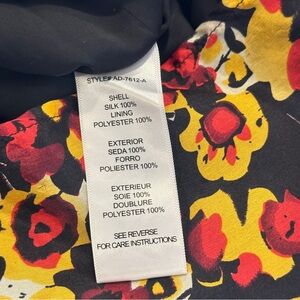 STYLE# AD-7612-A
SHELL
SILK 100%
LINING
POLYESTER 100%
EXTERIOR
SEDA 100%
FORRO
POLIESTER 100%
EXTERIEUR
SOIE 100%
DOUBLURE
POLYESTER 100%
SEE REVERSE
FOR CARE INSTRUCTIONS